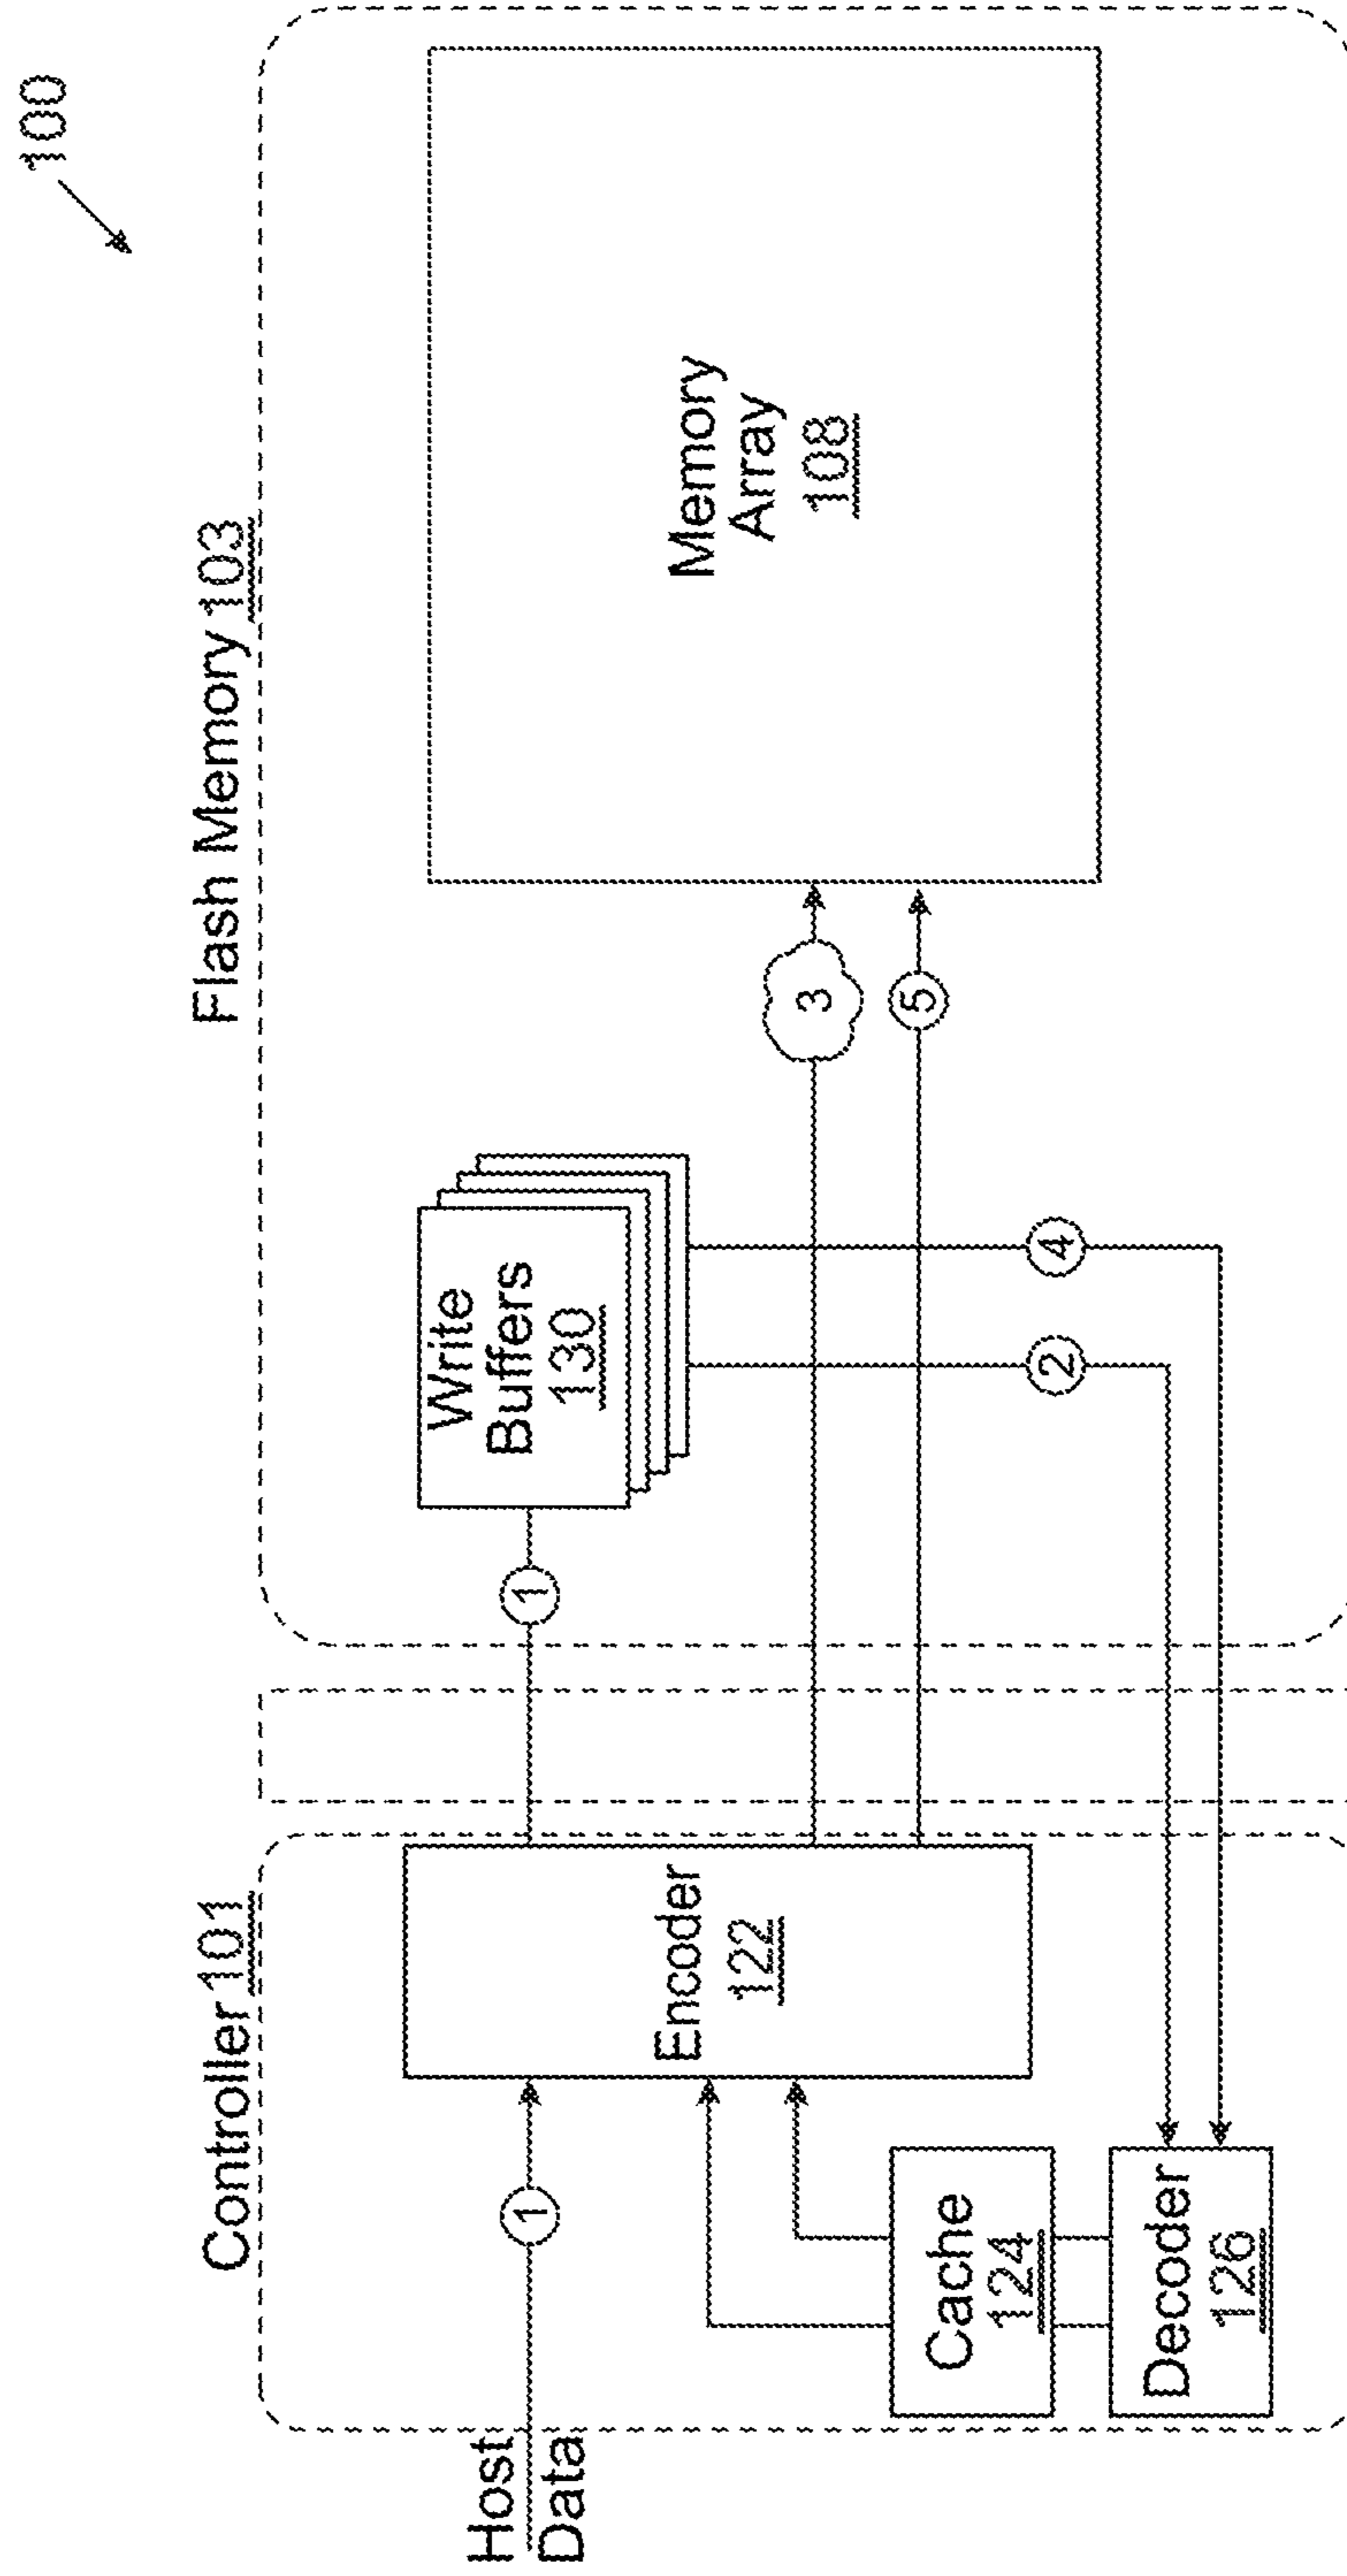 100
Controller 101
Flash Memory 103
Host
Data
1
Encoder
122
1
Write
Buffers
130
Memory
Array
108
3
5
Cache
124
Decoder
126
2
4